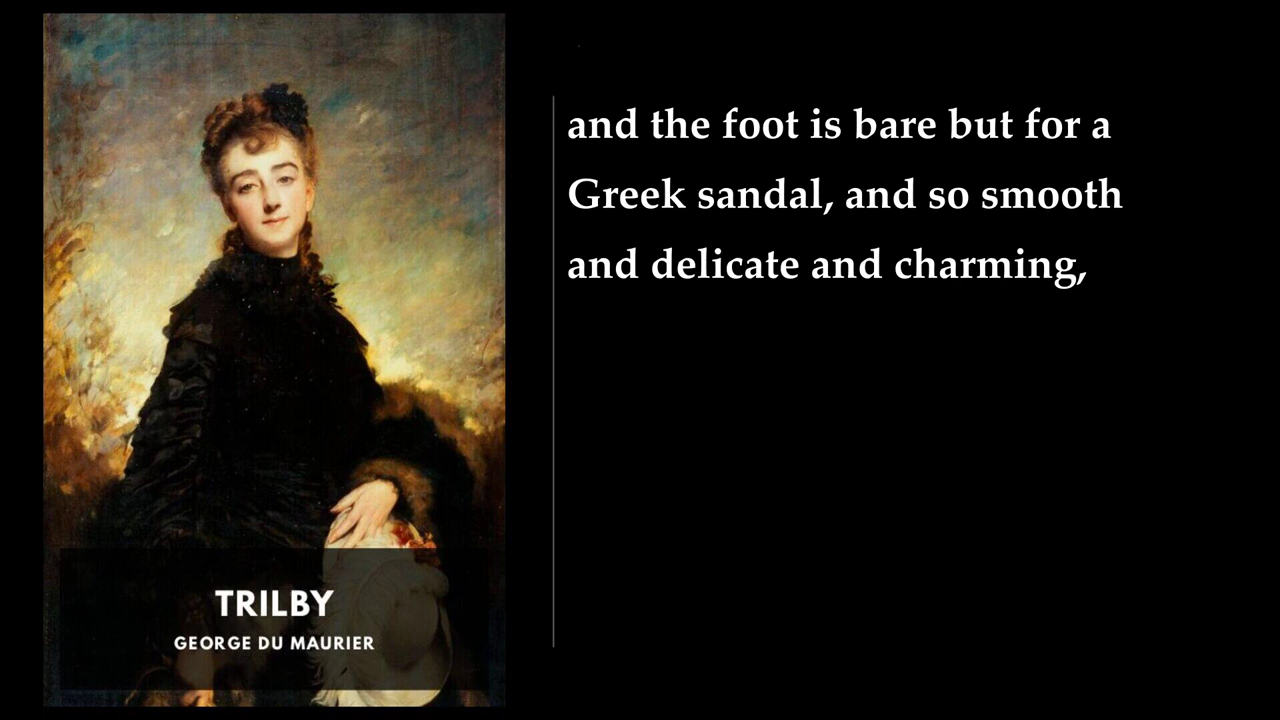 and the foot is bare but for a
Greek sandal, and so smooth
and delicate and charming,
TRILBY
GEORGE DU MAURIER